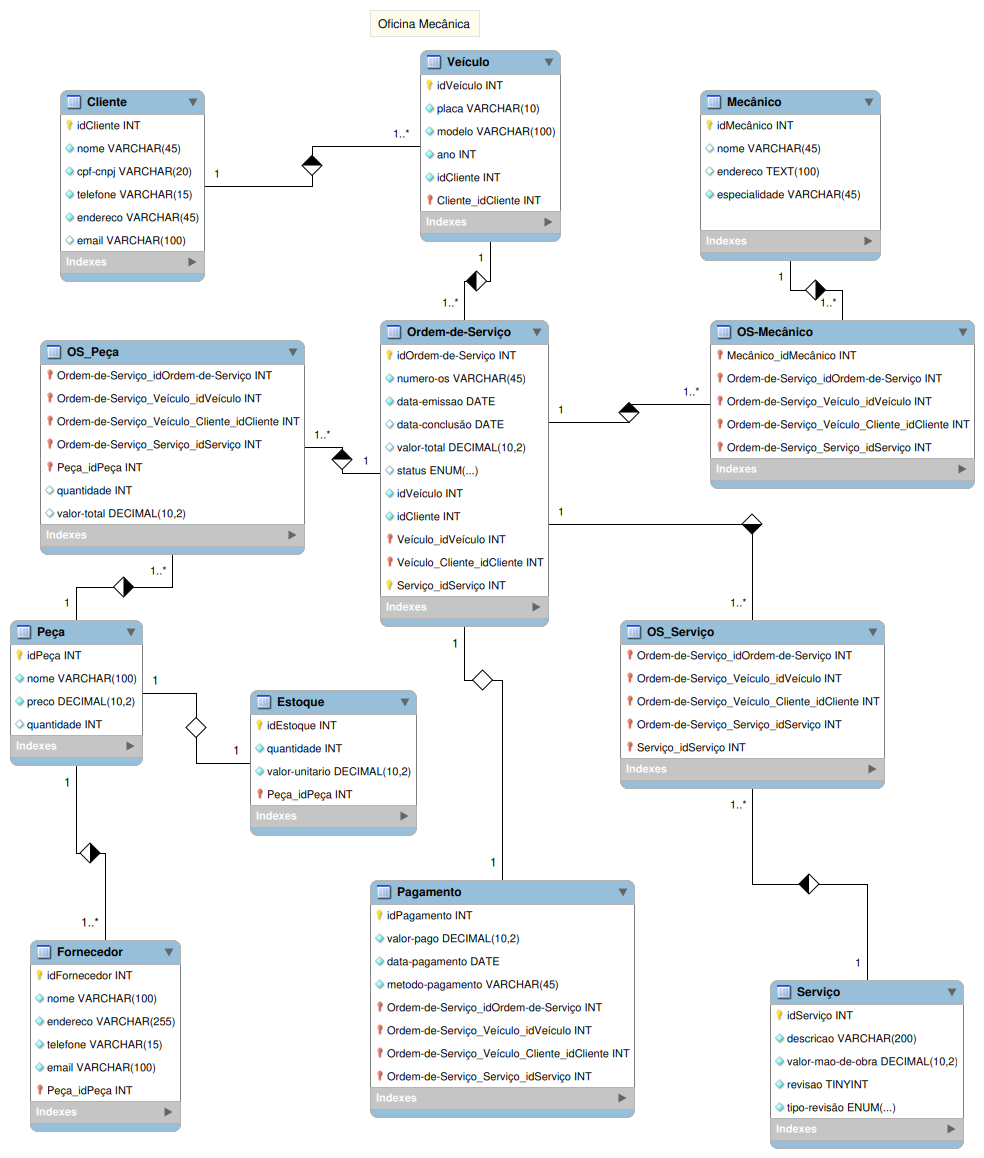 Oficina Mecânica
Veículo
idVeículo INT
placa VARCHAR(10)
modelo VARCHAR(100)
ano INT
idCliente INT
Cliente_idCliente INT
Indexes
Cliente
idCliente INT
nome VARCHAR(45)
cpf-cnpj VARCHAR(20)
telefone VARCHAR(15)
endereco VARCHAR(45)
email VARCHAR(100)
Indexes
1
1..*
Mecânico
idMecânico INT
nome VARCHAR(45)
endereco TEXT(100)
especialidade VARCHAR(45)
Indexes
1
1..*
1
1..*
OS_Peça
Ordem-de-Serviço_idOrdem-de-Serviço INT
Ordem-de-Serviço_Veículo_idVeículo INT
Ordem-de-Serviço_Veículo_Cliente_idCliente INT
Ordem-de-Serviço_Serviço_idServiço INT
Peça_idPeça INT
quantidade INT
valor-total DECIMAL(10,2)
Indexes
1..*
1
Ordem-de-Serviço
idOrdem-de-Serviço INT
numero-os VARCHAR(45)
data-emissao DATE
data-conclusão DATE
valor-total DECIMAL(10,2)
status ENUM(...)
idVeículo INT
idCliente INT
Veículo_idVeículo INT
Veículo_Cliente_idCliente INT
Serviço_idServiço INT
Indexes
1
1..*
OS-Mecânico
Mecânico_idMecânico INT
Ordem-de-Serviço_idOrdem-de-Serviço INT
Ordem-de-Serviço_Veículo_idVeículo INT
Ordem-de-Serviço_Veículo_Cliente_idCliente INT
Ordem-de-Serviço_Serviço_idServiço INT
Indexes
1
1..*
1..*
1
Peça
idPeça INT
nome VARCHAR(100)
preco DECIMAL(10,2)
quantidade INT
Indexes
1
1
Estoque
idEstoque INT
quantidade INT
valor-unitario DECIMAL(10,2)
Peça_idPeça INT
Indexes
OS_Serviço
Ordem-de-Serviço_idOrdem-de-Serviço INT
Ordem-de-Serviço_Veículo_idVeículo INT
Ordem-de-Serviço_Veículo_Cliente_idCliente INT
Ordem-de-Serviço_Serviço_idServiço INT
Serviço_idServiço INT
Indexes
1..*
1
1
1
1
1..*
Fornecedor
idFornecedor INT
nome VARCHAR(100)
endereco VARCHAR(255)
telefone VARCHAR(15)
email VARCHAR(100)
Peça_idPeça INT
Indexes
Pagamento
idPagamento INT
valor-pago DECIMAL(10,2)
data-pagamento DATE
metodo-pagamento VARCHAR(45)
Ordem-de-Serviço_idOrdem-de-Serviço INT
Ordem-de-Serviço_Veículo_idVeículo INT
Ordem-de-Serviço_Veículo_Cliente_idCliente INT
Ordem-de-Serviço_Serviço_idServiço INT
Indexes
Serviço
idServiço INT
descricao VARCHAR(200)
valor-mao-de-obra DECIMAL(10,2)
revisao TINYINT
tipo-revisão ENUM(...)
Indexes